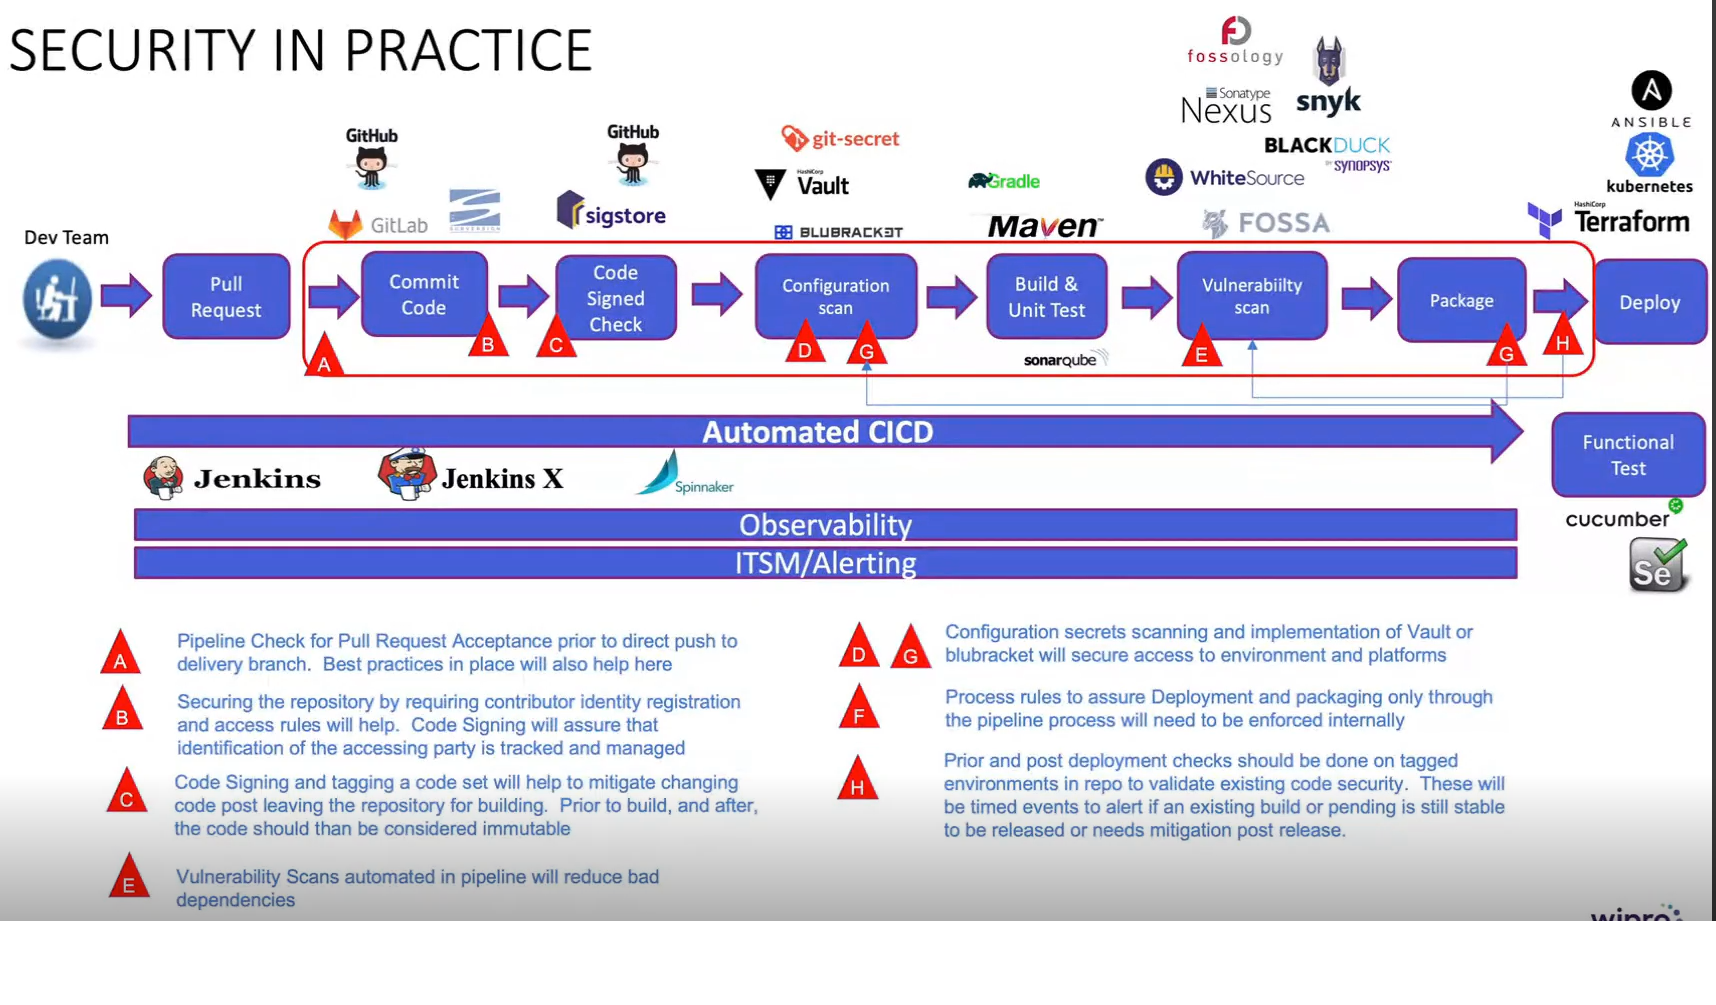 SECURITY IN PRACTICE
fossology
Sonatype
Nexus
snyk
BLACKDUCK
BY SYNOPSYS
WhiteSource
FOSSA
ANSIBLE
kubernetes
HashiCorp
Terraform
GitHub
GitLab
SUBVERSION
GitHub
sigstore
git-secret
HashiCorp
Vault
BLUBRACKET
Gradle
Maven™
Dev Team
Pull
Request
Commit
Code
Code
Signed
Check
Configuration
scan
Build &
Unit Test
Vulnerabiilty
scan
Package
Deploy
A
B
C
D
G
E
G
H
sonarqube
Automated CICD
Jenkins
Jenkins X
Spinnaker
Functional
Test
cucumber
Se
Observability
ITSM/Alerting
A
Pipeline Check for Pull Request Acceptance prior to direct push to
delivery branch. Best practices in place will also help here
B
Securing the repository by requiring contributor identity registration
and access rules will help. Code Signing will assure that
identification of the accessing party is tracked and managed
C
Code Signing and tagging a code set will help to mitigate changing
code post leaving the repository for building. Prior to build, and after,
the code should than be considered immutable
E
Vulnerability Scans automated in pipeline will reduce bad
dependencies
D G
Configuration secrets scanning and implementation of Vault or
blubracket will secure access to environment and platforms
F
Process rules to assure Deployment and packaging only through
the pipeline process will need to be enforced internally
H
Prior and post deployment checks should be done on tagged
environments in repo to validate existing code security. These will
be timed events to alert if an existing build or pending is still stable
to be released or needs mitigation post release.
wipro